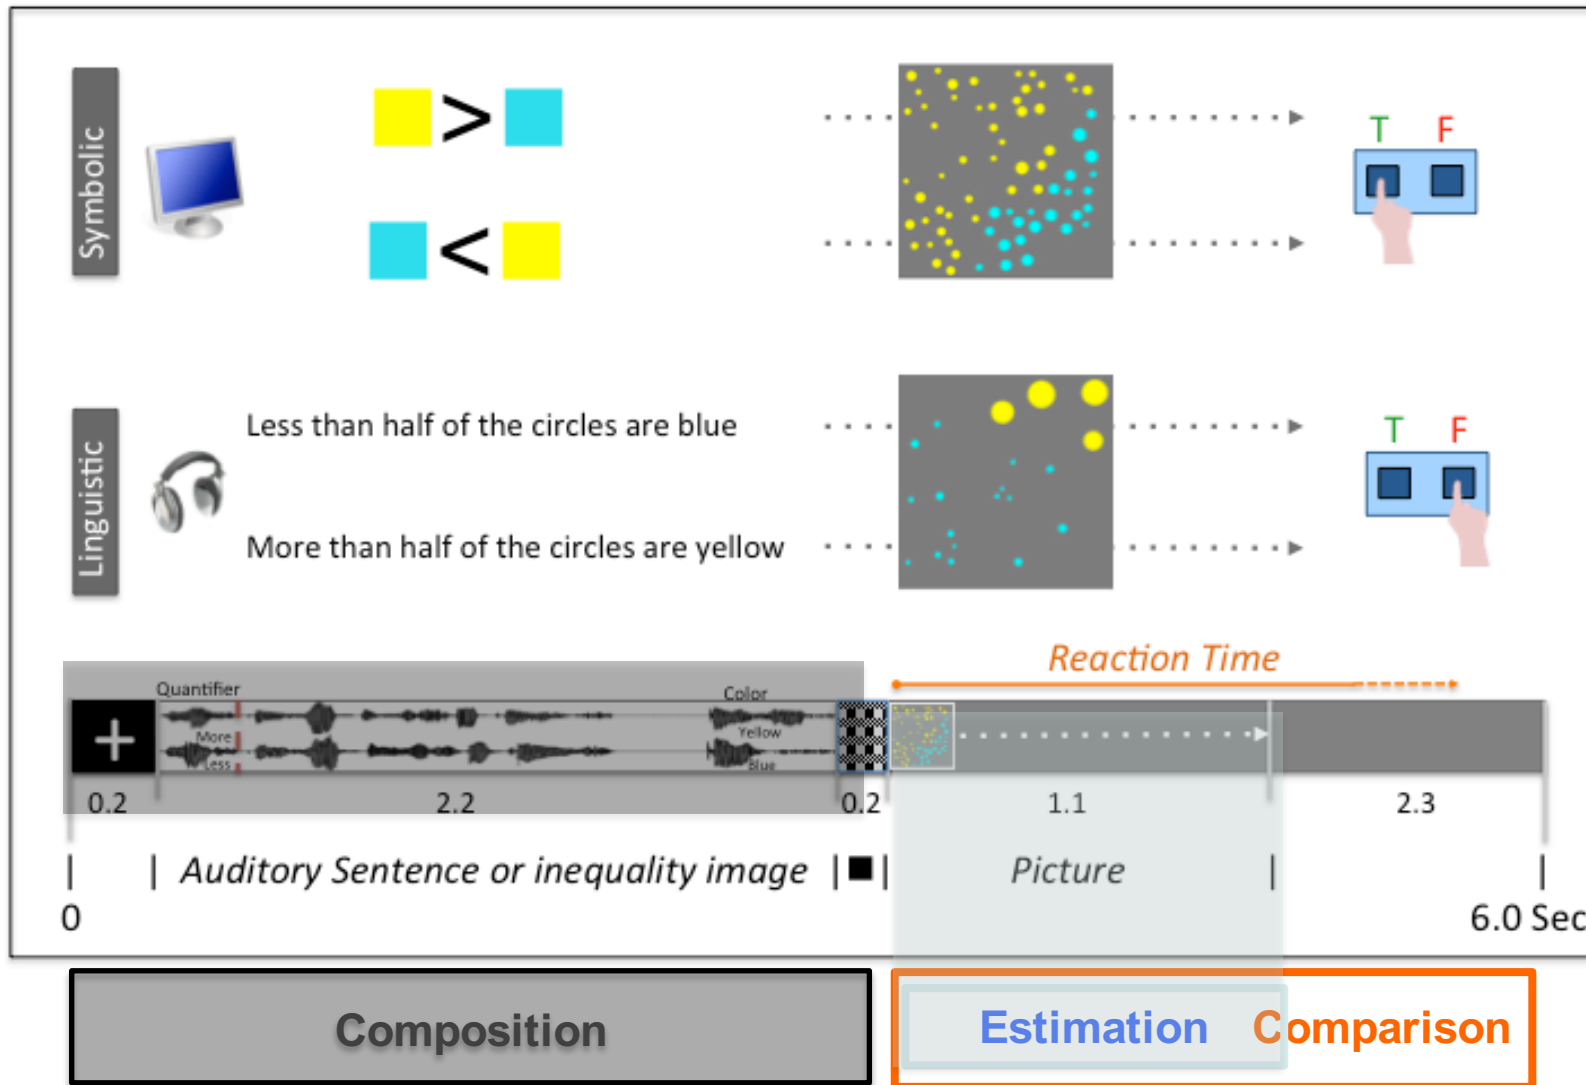 Symbolic
>
<
T F
Linguistic
Less than half of the circles are blue
More than half of the circles are yellow
T F
Reaction Time
Quantifier
Color
More
Yellow
Less
Blue
0.2 2.2 0.2 1.1 2.3
| | Auditory Sentence or inequality image | | Picture | |
0 6.0 Sec
Composition
Estimation Comparison